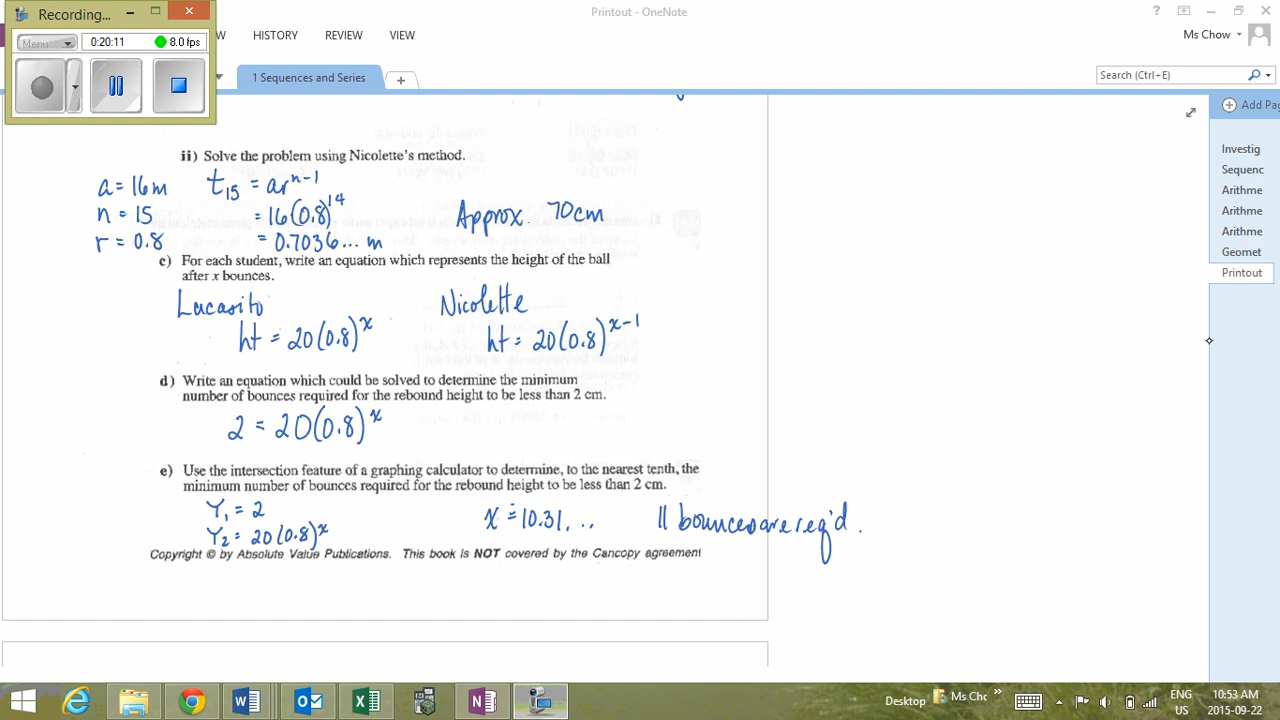 Recording...
Printout - OneNote
Menu
0:20:11
8.0 fps
W
HISTORY
REVIEW
VIEW
Ms Chow
1 Sequences and Series
Search (Ctrl+E)
Add Pag
Investig
Sequenc
Arithme
Arithme
Arithme
Geomet
Printout
ii) Solve the problem using Nicolette's method.
a = 16m
n = 15
r = 0.8
t₁₅ = arⁿ⁻¹
= 16(0.8)¹⁴
= 0.7036... m
Approx. 70cm
c) For each student, write an equation which represents the height of the ball
after x bounces.
Lucasito
ht = 20(0.8)ˣ
Nicolette
ht = 20(0.8)ˣ⁻¹
d) Write an equation which could be solved to determine the minimum
number of bounces required for the rebound height to be less than 2 cm.
2 = 20(0.8)ˣ
e) Use the intersection feature of a graphing calculator to determine, to the nearest tenth, the
minimum number of bounces required for the rebound height to be less than 2 cm.
Y₁ = 2
Y₂ = 20(0.8)ˣ
x ≐ 10.31...
11 bounces are req'd.
Copyright © by Absolute Value Publications. This book is NOT covered by the Cancopy agreement
Desktop
Ms Cho
ENG
US
10:53 AM
2015-09-22